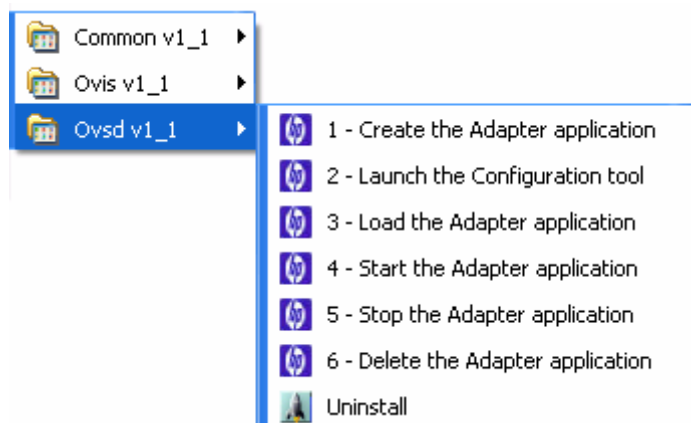 Common v1_1
Ovis v1_1
Ovsd v1_1
1 - Create the Adapter application
2 - Launch the Configuration tool
3 - Load the Adapter application
4 - Start the Adapter application
5 - Stop the Adapter application
6 - Delete the Adapter application
Uninstall